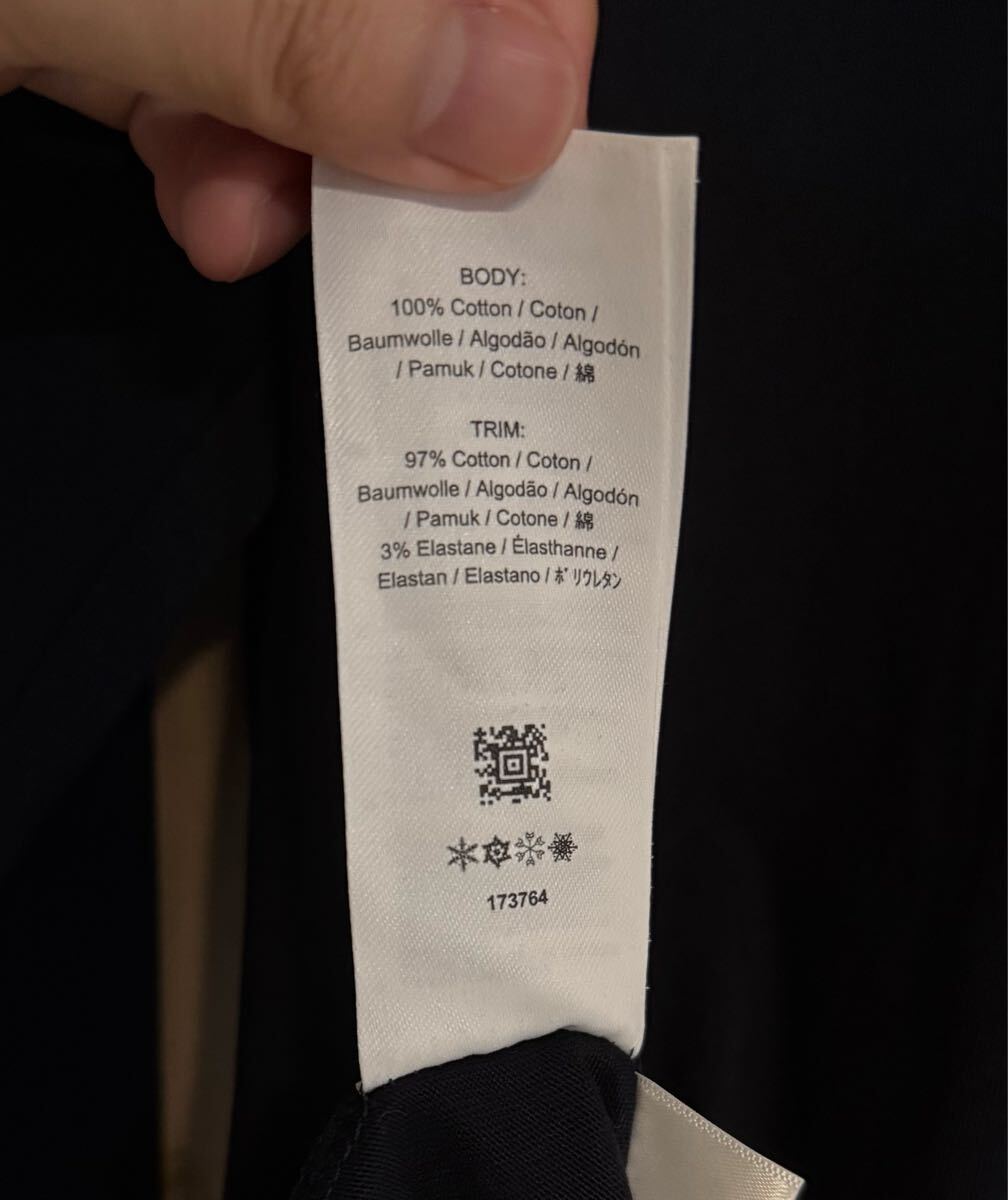 BODY:
100% Cotton / Coton /
Baumwolle / Algodão / Algodón
/ Pamuk / Cotone / 綿
TRIM:
97% Cotton / Coton /
Baumwolle / Algodão / Algodón
/ Pamuk / Cotone / 綿
3% Elastane / Élasthanne /
Elastan / Elastano / ﾎﾟﾘｳﾚﾀﾝ
173764